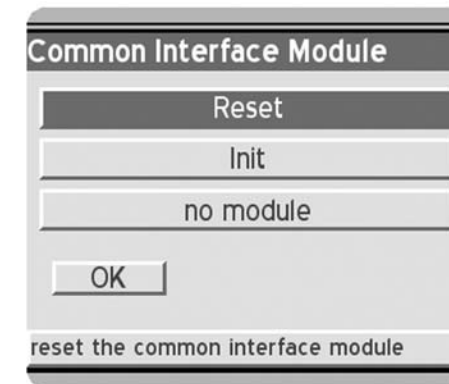 Common Interface Module
Reset
Init
no module
OK
reset the common interface module